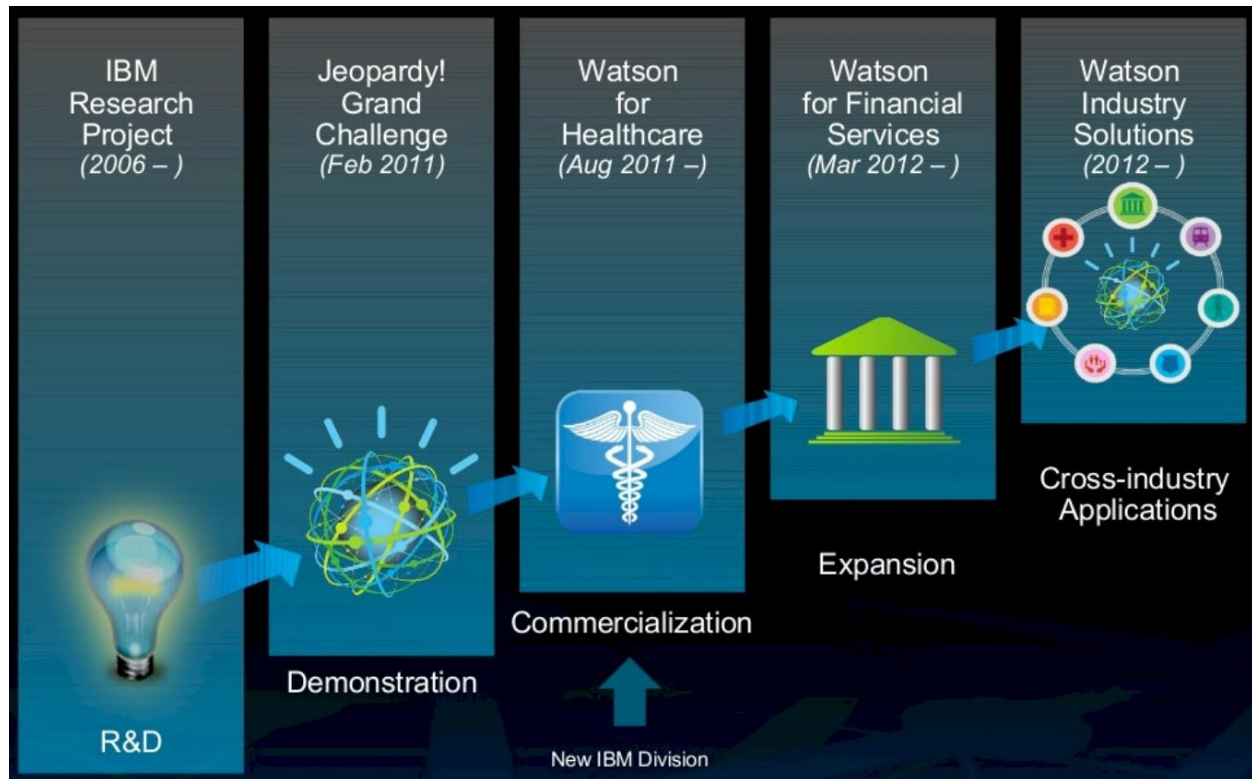 IBM
Research
Project
(2006 – )
Jeopardy!
Grand
Challenge
(Feb 2011)
Watson
for
Healthcare
(Aug 2011 –)
Watson
for Financial
Services
(Mar 2012 – )
Watson
Industry
Solutions
(2012 – )
R&D
Demonstration
Commercialization
New IBM Division
Expansion
Cross-industry
Applications